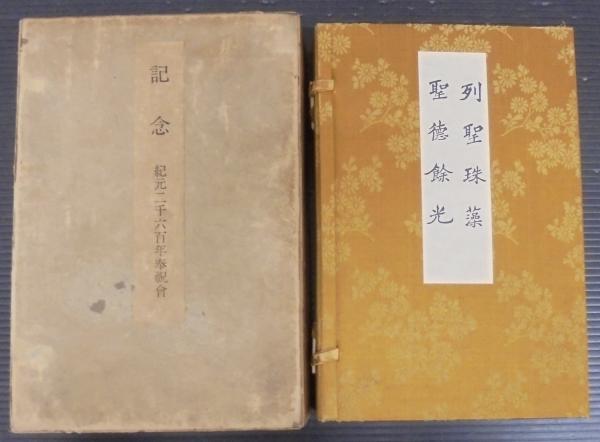 記念
紀元二千六百年奉祝會
列聖珠藻
聖德餘光